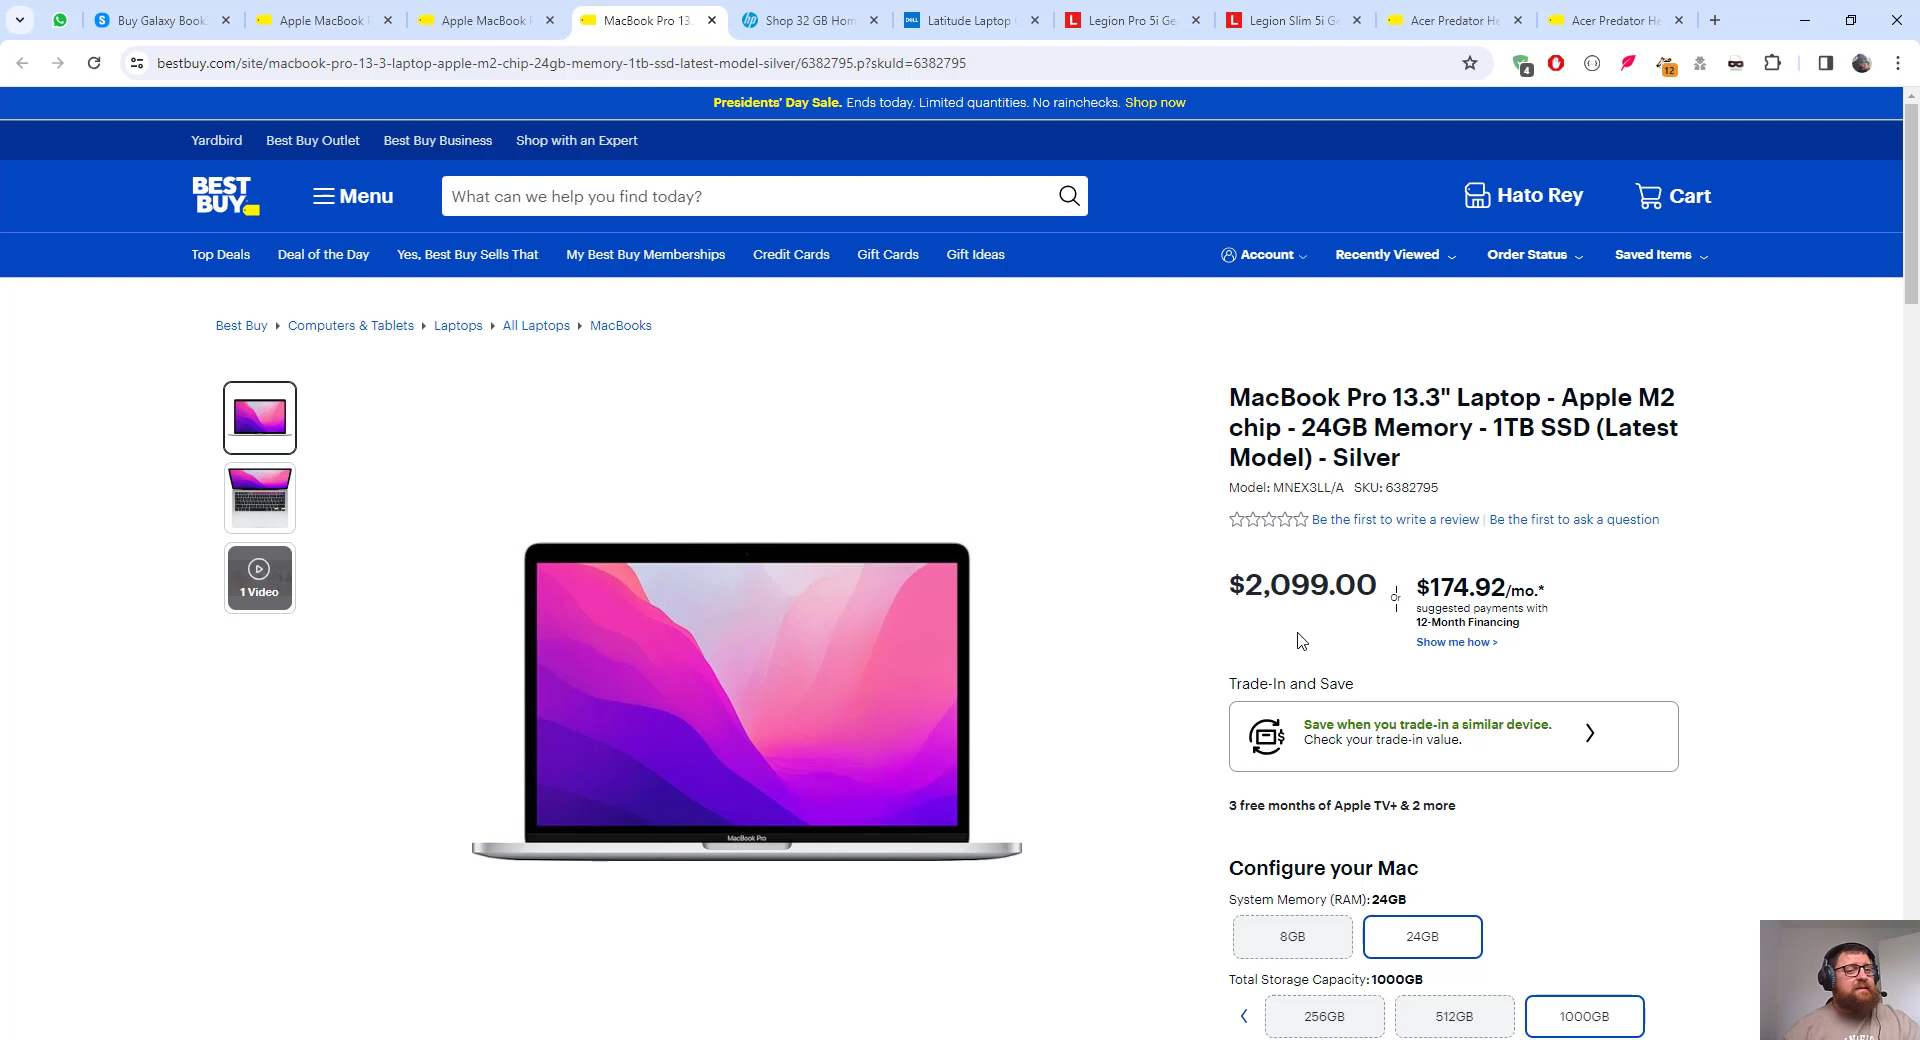 Buy Galaxy Book
Apple MacBook
Apple MacBook
MacBook Pro 13.
Shop 32 GB Hom
Latitude Laptop
Legion Pro 5i Ge
Legion Slim 5i G
Acer Predator He
Acer Predator He
bestbuy.com/site/macbook-pro-13-3-laptop-apple-m2-chip-24gb-memory-1tb-ssd-latest-model-silver/6382795.p?skuId=6382795
4
12
Presidents' Day Sale. Ends today. Limited quantities. No rainchecks. Shop now
Yardbird Best Buy Outlet Best Buy Business Shop with an Expert
BEST BUY
Menu
What can we help you find today?
Hato Rey
Cart
Top Deals Deal of the Day Yes, Best Buy Sells That My Best Buy Memberships Credit Cards Gift Cards Gift Ideas
Account Recently Viewed Order Status Saved Items
Best Buy Computers & Tablets Laptops All Laptops MacBooks
1 Video
MacBook Pro
MacBook Pro 13.3" Laptop - Apple M2
chip - 24GB Memory - 1TB SSD (Latest
Model) - Silver
Model: MNEX3LL/A SKU: 6382795
Be the first to write a review | Be the first to ask a question
$2,099.00
Or
$174.92/mo.*
suggested payments with
12-Month Financing
Show me how >
Trade-In and Save
Save when you trade-in a similar device.
Check your trade-in value.
3 free months of Apple TV+ & 2 more
Configure your Mac
System Memory (RAM): 24GB
8GB 24GB
Total Storage Capacity: 1000GB
256GB 512GB 1000GB